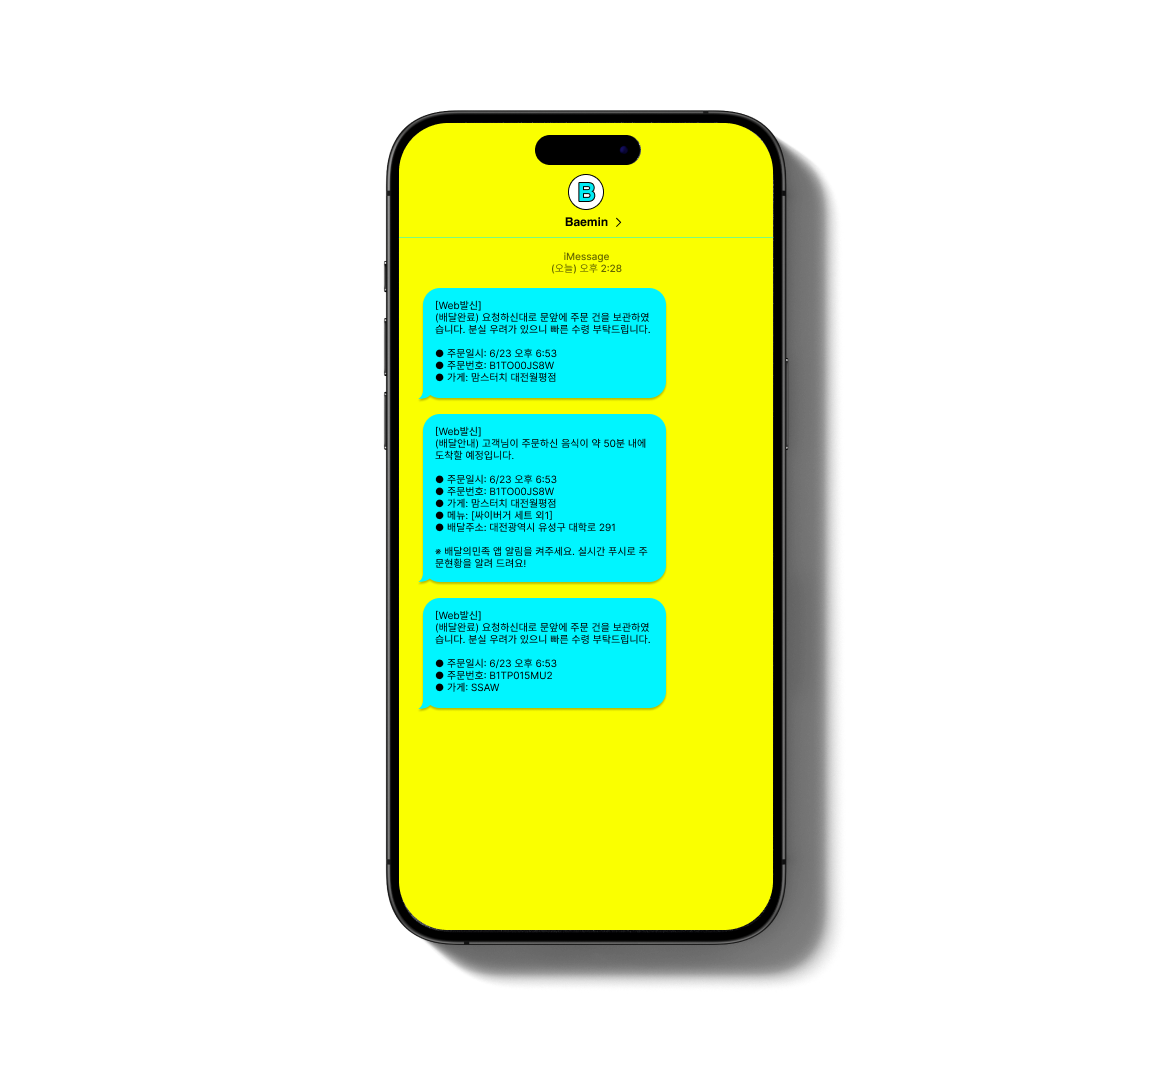 B
Baemin
iMessage
(오늘) 오후 2:28
[Web발신]
(배달완료) 요청하신대로 문앞에 주문 건을 보관하였
습니다. 분실 우려가 있으니 빠른 수령 부탁드립니다.
● 주문일시: 6/23 오후 6:53
● 주문번호: B1TO00JS8W
● 가게: 맘스터치 대전월평점
[Web발신]
(배달안내) 고객님이 주문하신 음식이 약 50분 내에
도착할 예정입니다.
● 주문일시: 6/23 오후 6:53
● 주문번호: B1TO00JS8W
● 가게: 맘스터치 대전월평점
● 메뉴: [싸이버거 세트 외1]
● 배달주소: 대전광역시 유성구 대학로 291
※ 배달의민족 앱 알림을 켜주세요. 실시간 푸시로 주
문현황을 알려 드려요!
[Web발신]
(배달완료) 요청하신대로 문앞에 주문 건을 보관하였
습니다. 분실 우려가 있으니 빠른 수령 부탁드립니다.
● 주문일시: 6/23 오후 6:53
● 주문번호: B1TP015MU2
● 가게: SSAW